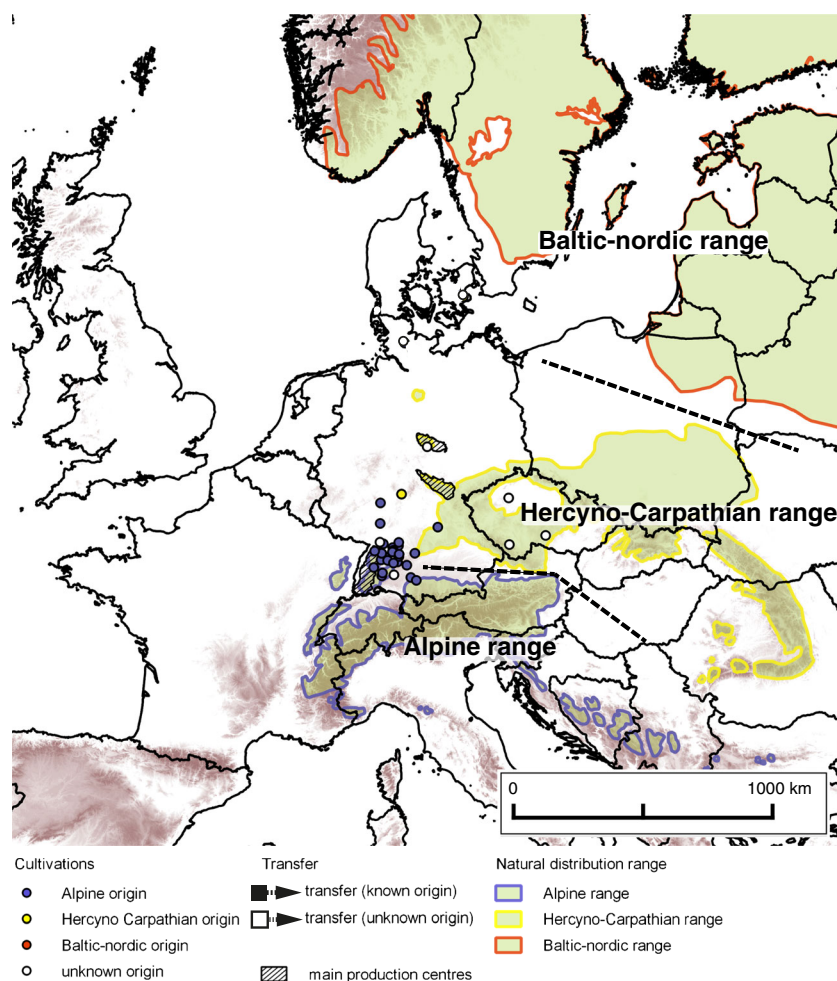 Baltic-nordic range
Hercyno-Carpathian range
Alpine range
0 1000 km
Cultivations Transfer Natural distribution range
Alpine origin transfer (known origin) Alpine range
Hercyno Carpathian origin transfer (unknown origin) Hercyno-Carpathian range
Baltic-nordic origin Baltic-nordic range
unknown origin main production centres